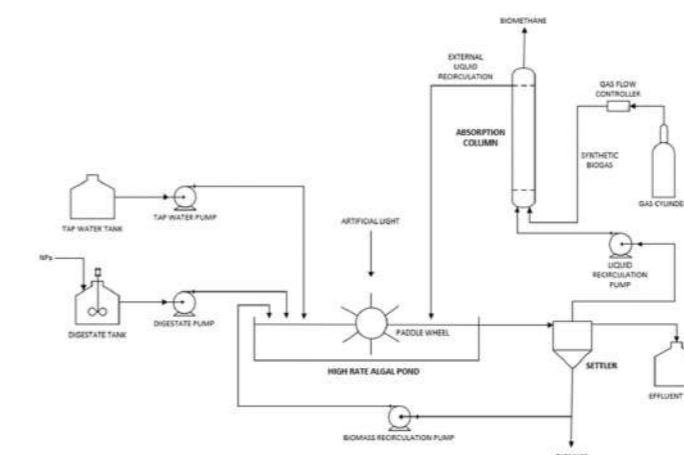 BIOMETHANE
EXTERNAL
LIQUID
RECIRCULATION
GAS FLOW
CONTROLLER
ABSORPTION
COLUMN
SYNTHETIC
BIOGAS
GAS CYLINDER
TAP WATER TANK
TAP WATER PUMP
ARTIFICIAL LIGHT
LIQUID
RECIRCULATION
PUMP
NPs
DIGESTATE TANK
DIGESTATE PUMP
PADDLE WHEEL
HIGH RATE ALGAL POND
SETTLER
EFFLUENT
BIOMASS RECIRCULATION PUMP